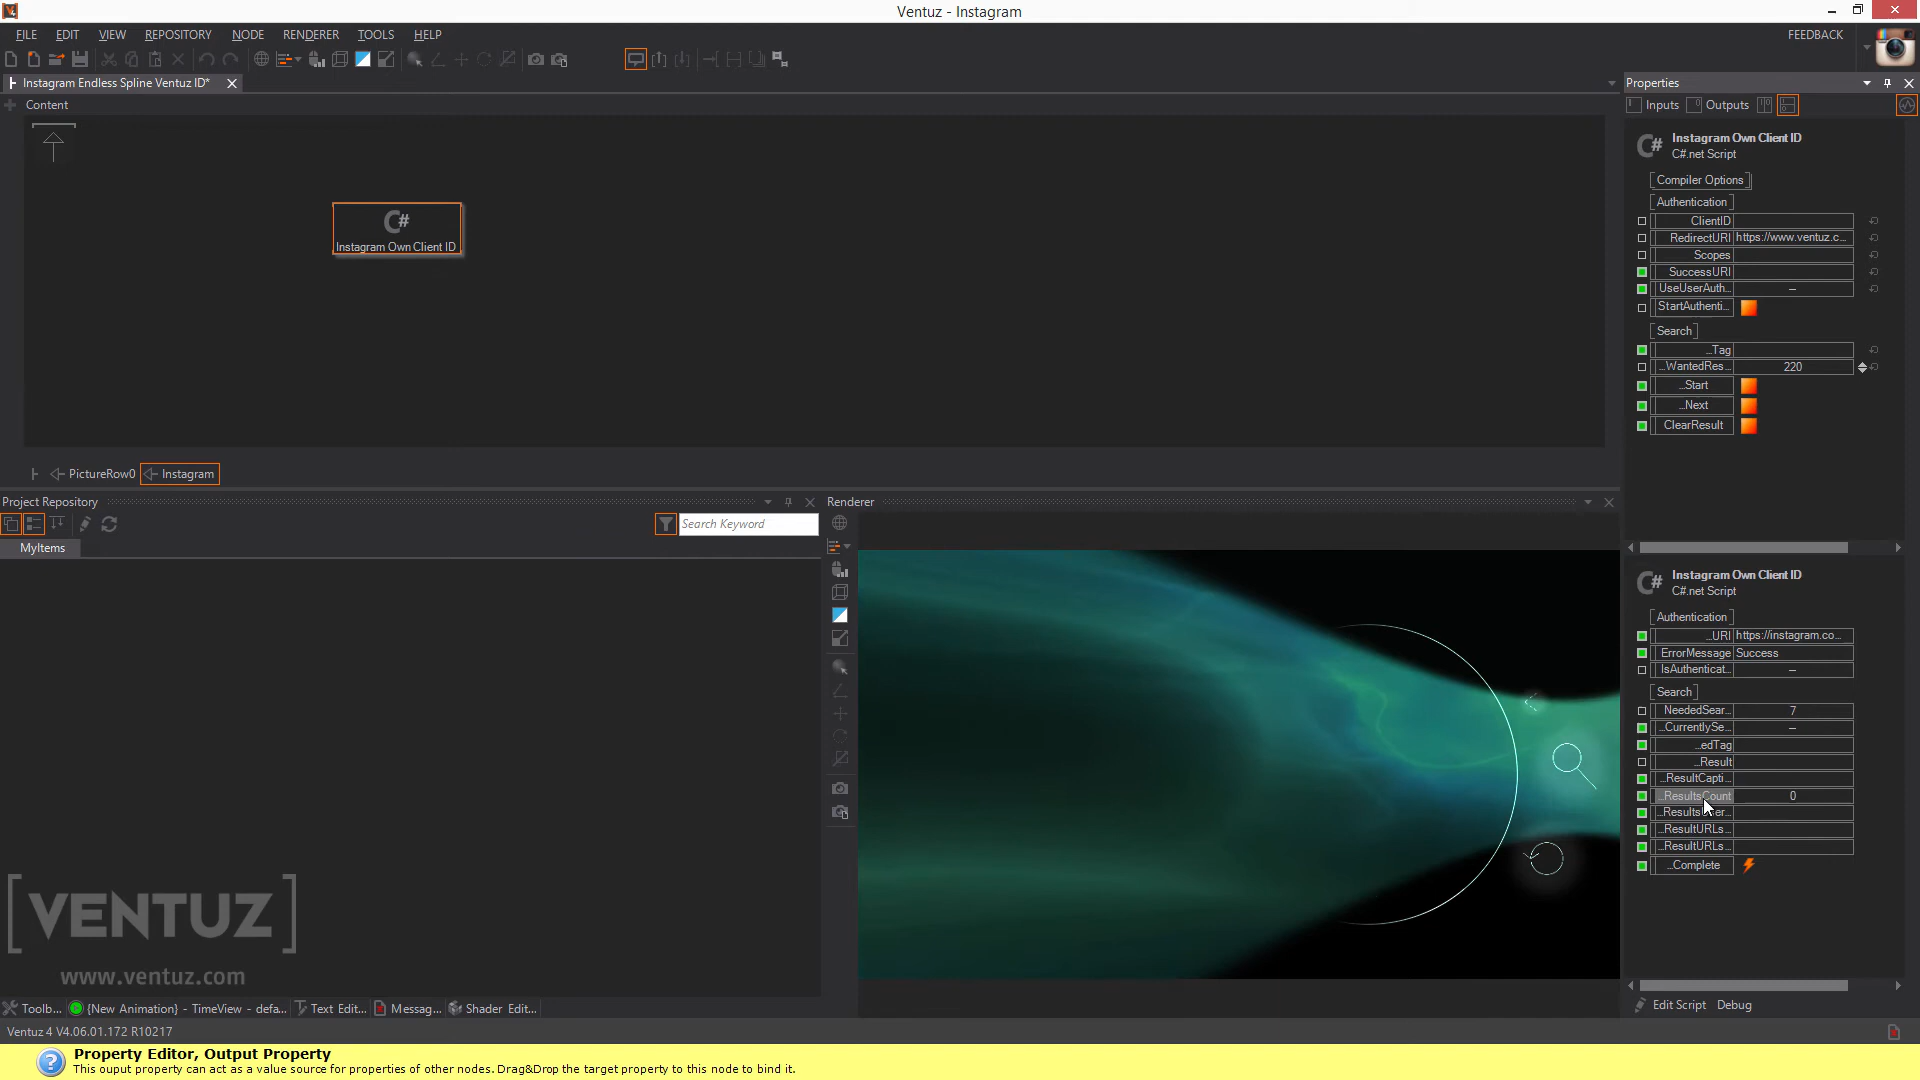 Ventuz - Instagram
FILE EDIT VIEW REPOSITORY NODE RENDERER TOOLS HELP
FEEDBACK
Instagram Endless Spline Ventuz ID*
Content
C#
Instagram Own Client ID
PictureRow0 Instagram
Properties
Inputs Outputs
C#
Instagram Own Client ID
C#.net Script
Compiler Options
Authentication
ClientID
RedirectURI https://www.ventuz.c...
Scopes
SuccessURI
UseUserAuth... –
StartAuthenti...
Search
...Tag
...WantedRes... 220
...Start
...Next
ClearResult
Project Repository
Search Keyword
MyItems
VENTUZ
www.ventuz.com
Renderer
C#
Instagram Own Client ID
C#.net Script
Authentication
...URI https://instagram.co...
ErrorMessage Success
IsAuthenticat... –
Search
NeededSear... 7
...CurrentlySe... –
...edTag
...Result
...ResultCapti...
...ResultsCount 0
...ResultURLs...
...ResultURLs...
...Complete
Edit Script Debug
Toolb... {New Animation} - TimeView - defa... Text Edit... Messag... Shader Edit...
Ventuz 4 V4.06.01.172 R10217
Property Editor, Output Property
This ouput property can act as a value source for properties of other nodes. Drag&Drop the target property to this node to bind it.